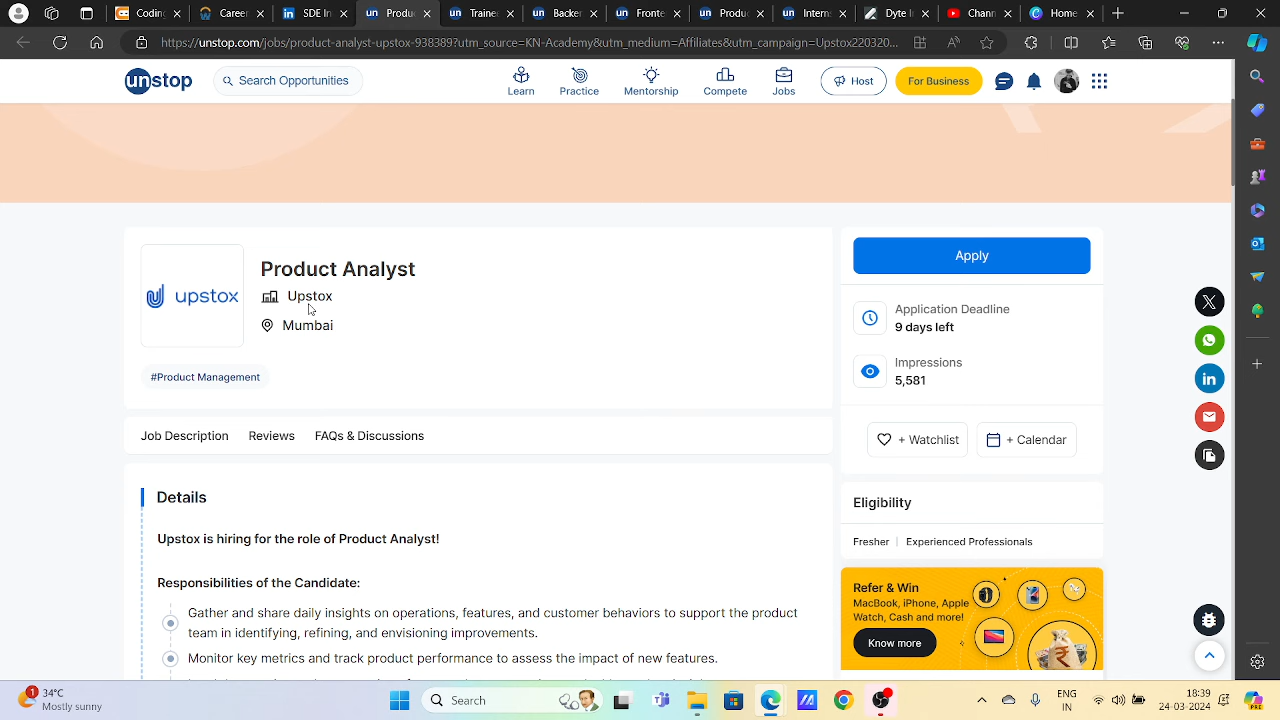 Coding
Care
SDE In
Produc
Traine
Marke
Fronte
Produc
Intern
Dyte I
Chann
Home
https://unstop.com/jobs/product-analyst-upstox-938389?utm_source=KN-Academy&utm_medium=Affiliates&utm_campaign=Upstox220320...
unstop
Search Opportunities
Learn
Practice
Mentorship
Compete
Jobs
Host
For Business
Product Analyst
Upstox
Mumbai
upstox
#Product Management
Apply
Application Deadline
9 days left
Impressions
5,581
+ Watchlist
+ Calendar
Job Description
Reviews
FAQs & Discussions
Eligibility
Fresher | Experienced Professionals
Details
Upstox is hiring for the role of Product Analyst!
Responsibilities of the Candidate:
Gather and share daily insights on operations, features, and customer behaviors to support the product
team in identifying, refining, and envisioning improvements.
Monitor key metrics and track product performance to assess the impact of new features.
Refer & Win
MacBook, iPhone, Apple
Watch, Cash and more!
Know more
1
34°C
Mostly sunny
Search
ENG
IN
18:39
24-03-2024
PRE